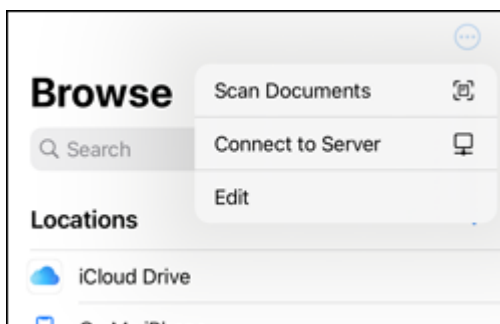 Browse
Scan Documents
Search
Connect to Server
Edit
Locations
iCloud Drive